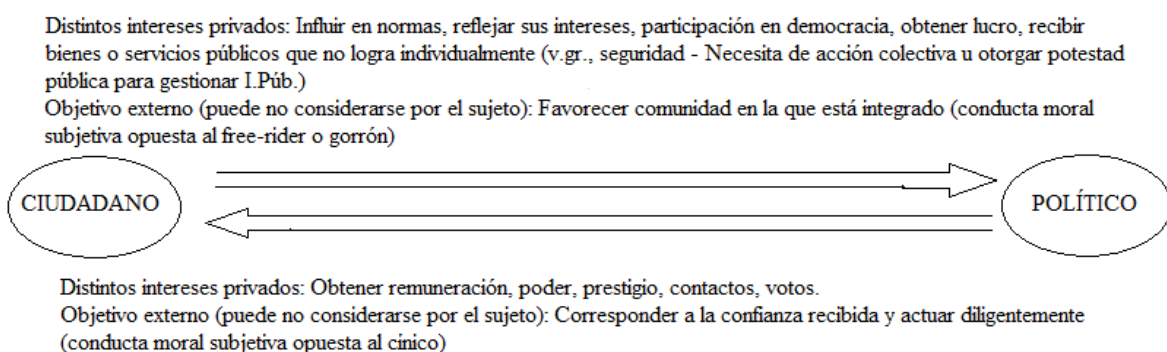 Distintos intereses privados: Influir en normas, reflejar sus intereses, participación en democracia, obtener lucro, recibir
bienes o servicios públicos que no logra individualmente (v.gr., seguridad - Necesita de acción colectiva u otorgar potestad
pública para gestionar I.Púb.)
Objetivo externo (puede no considerarse por el sujeto): Favorecer comunidad en la que está integrado (conducta moral
subjetiva opuesta al free-rider o gorrón)
CIUDADANO
POLÍTICO
Distintos intereses privados: Obtener remuneración, poder, prestigio, contactos, votos.
Objetivo externo (puede no considerarse por el sujeto): Corresponder a la confianza recibida y actuar diligentemente
(conducta moral subjetiva opuesta al cínico)